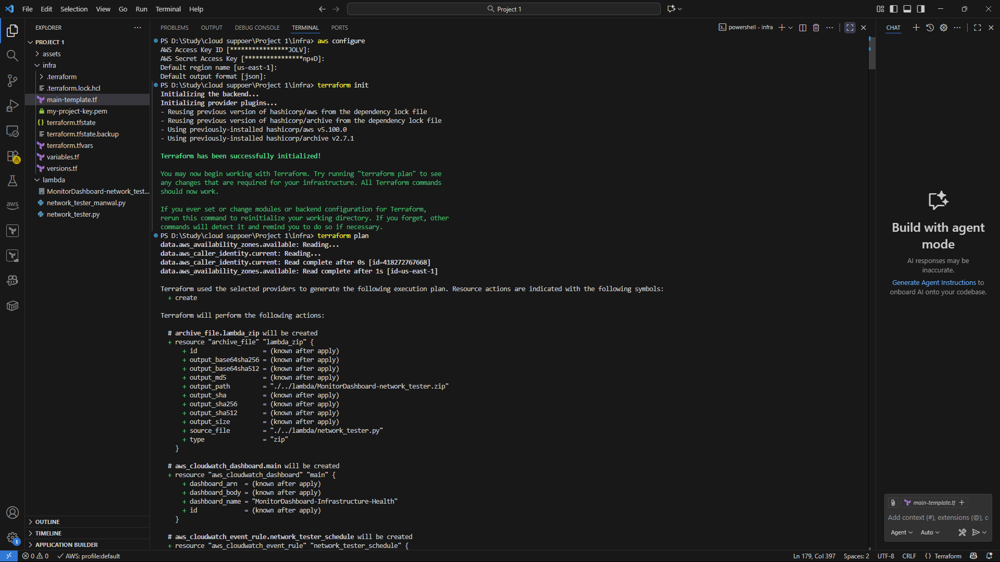 File Edit Selection View Go Run Terminal Help
Project 1
EXPLORER
PROJECT 1
assets
infra
.terraform
.terraform.lock.hcl
main-template.tf
my-project-key.pem
terraform.tfstate
terraform.tfstate.backup
terraform.tfvars
variables.tf
versions.tf
lambda
MonitorDashboard-network_test...
network_tester_manwal.py
network_tester.py
OUTLINE
TIMELINE
APPLICATION BUILDER
aws
1
PROBLEMS OUTPUT DEBUG CONSOLE TERMINAL PORTS
powershell - infra
PS D:\Study\cloud suppoer\Project 1\infra> aws configure
AWS Access Key ID [****************JOLV]:
AWS Secret Access Key [****************np+D]:
Default region name [us-east-1]:
Default output format [json]:
PS D:\Study\cloud suppoer\Project 1\infra> terraform init
Initializing the backend...
Initializing provider plugins...
- Reusing previous version of hashicorp/aws from the dependency lock file
- Reusing previous version of hashicorp/archive from the dependency lock file
- Using previously-installed hashicorp/aws v5.100.0
- Using previously-installed hashicorp/archive v2.7.1
Terraform has been successfully initialized!
You may now begin working with Terraform. Try running "terraform plan" to see
any changes that are required for your infrastructure. All Terraform commands
should now work.
If you ever set or change modules or backend configuration for Terraform,
rerun this command to reinitialize your working directory. If you forget, other
commands will detect it and remind you to do so if necessary.
PS D:\Study\cloud suppoer\Project 1\infra> terraform plan
data.aws_availability_zones.available: Reading...
data.aws_caller_identity.current: Reading...
data.aws_caller_identity.current: Read complete after 0s [id=418272767668]
data.aws_availability_zones.available: Read complete after 1s [id=us-east-1]
Terraform used the selected providers to generate the following execution plan. Resource actions are indicated with the following symbols:
+ create
Terraform will perform the following actions:
# archive_file.lambda_zip will be created
+ resource "archive_file" "lambda_zip" {
+ id = (known after apply)
+ output_base64sha256 = (known after apply)
+ output_base64sha512 = (known after apply)
+ output_md5 = (known after apply)
+ output_path = "./../lambda/MonitorDashboard-network_tester.zip"
+ output_sha = (known after apply)
+ output_sha256 = (known after apply)
+ output_sha512 = (known after apply)
+ output_size = (known after apply)
+ source_file = "./../lambda/network_tester.py"
+ type = "zip"
}
# aws_cloudwatch_dashboard.main will be created
+ resource "aws_cloudwatch_dashboard" "main" {
+ dashboard_arn = (known after apply)
+ dashboard_body = (known after apply)
+ dashboard_name = "MonitorDashboard-Infrastructure-Health"
+ id = (known after apply)
}
# aws_cloudwatch_event_rule.network_tester_schedule will be created
+ resource "aws_cloudwatch_event_rule" "network_tester_schedule" {
CHAT
Build with agent
mode
AI responses may be
inaccurate.
Generate Agent Instructions to
onboard AI onto your codebase.
main-template.tf
Add context (#), extensions (@), c
Agent Auto
0 0 AWS: profile:default
Ln 179, Col 397 Spaces: 2 UTF-8 CRLF {} Terraform